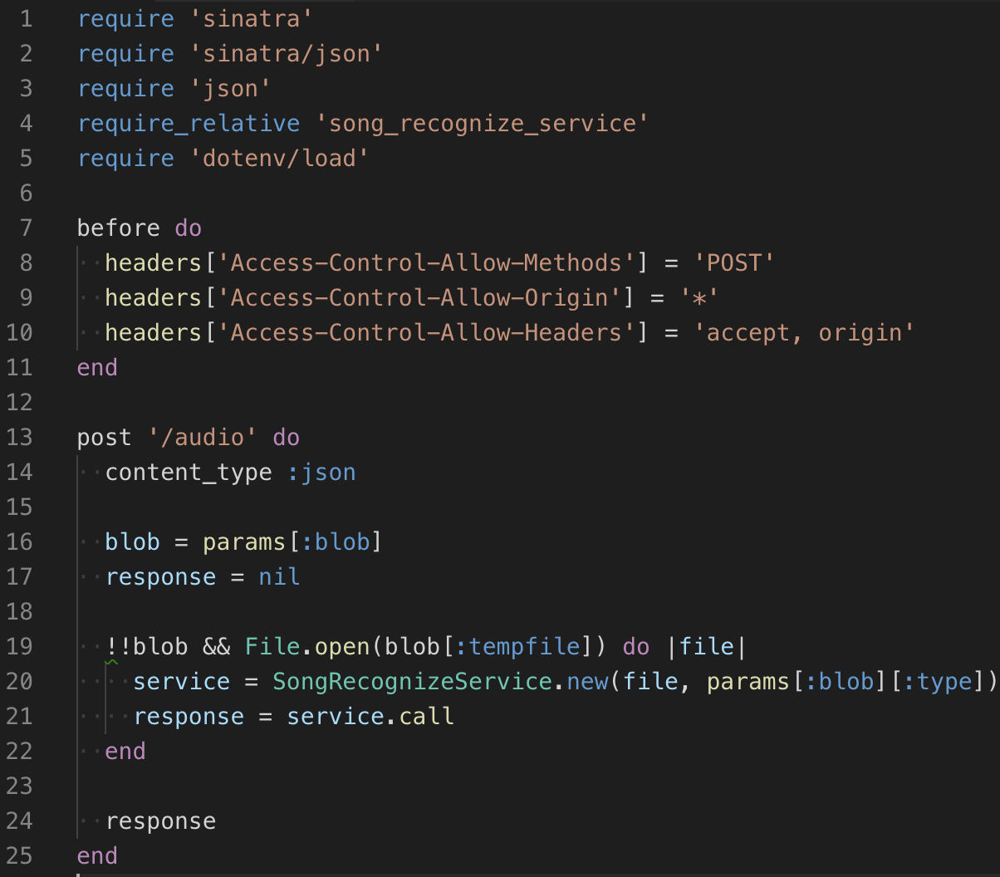 1 require 'sinatra'
2 require 'sinatra/json'
3 require 'json'
4 require_relative 'song_recognize_service'
5 require 'dotenv/load'
6
7 before do
8   headers['Access-Control-Allow-Methods'] = 'POST'
9   headers['Access-Control-Allow-Origin'] = '*'
10   headers['Access-Control-Allow-Headers'] = 'accept, origin'
11 end
12
13 post '/audio' do
14   content_type :json
15
16   blob = params[:blob]
17   response = nil
18
19   !!blob && File.open(blob[:tempfile]) do |file|
20     service = SongRecognizeService.new(file, params[:blob][:type])
21     response = service.call
22   end
23
24   response
25 end